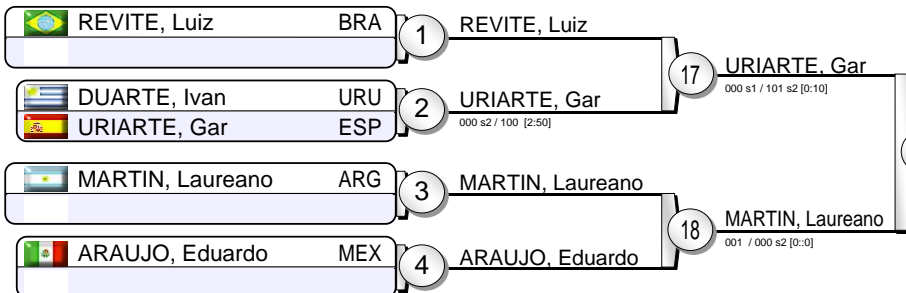 REVITE, Luiz BRA
1
REVITE, Luiz
17
URIARTE, Gar
000 s1 / 101 s2 [0:10]
DUARTE, Ivan URU
URIARTE, Gar ESP
2
URIARTE, Gar
000 s2 / 100 [2:50]
MARTIN, Laureano ARG
3
MARTIN, Laureano
18
MARTIN, Laureano
001 / 000 s2 [0::0]
ARAUJO, Eduardo MEX
4
ARAUJO, Eduardo